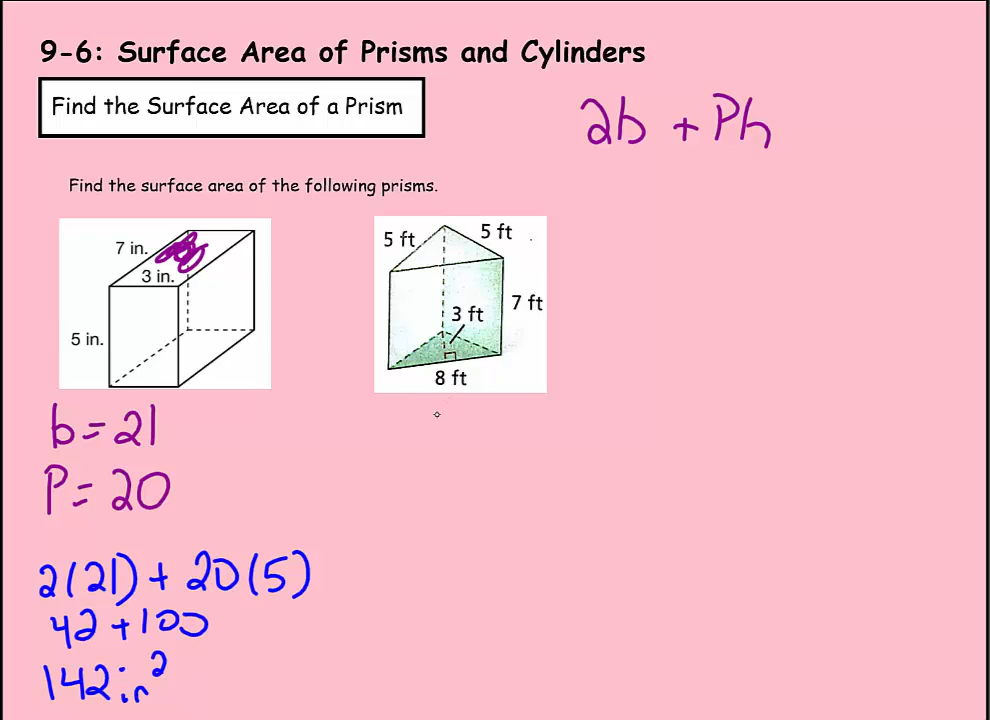 9-6: Surface Area of Prisms and Cylinders
Find the Surface Area of a Prism
2b + Ph
Find the surface area of the following prisms.
7 in.
3 in.
5 in.
5 ft
5 ft
7 ft
3 ft
8 ft
b = 21
P = 20
2(21) + 20(5)
42 + 100
142 in²